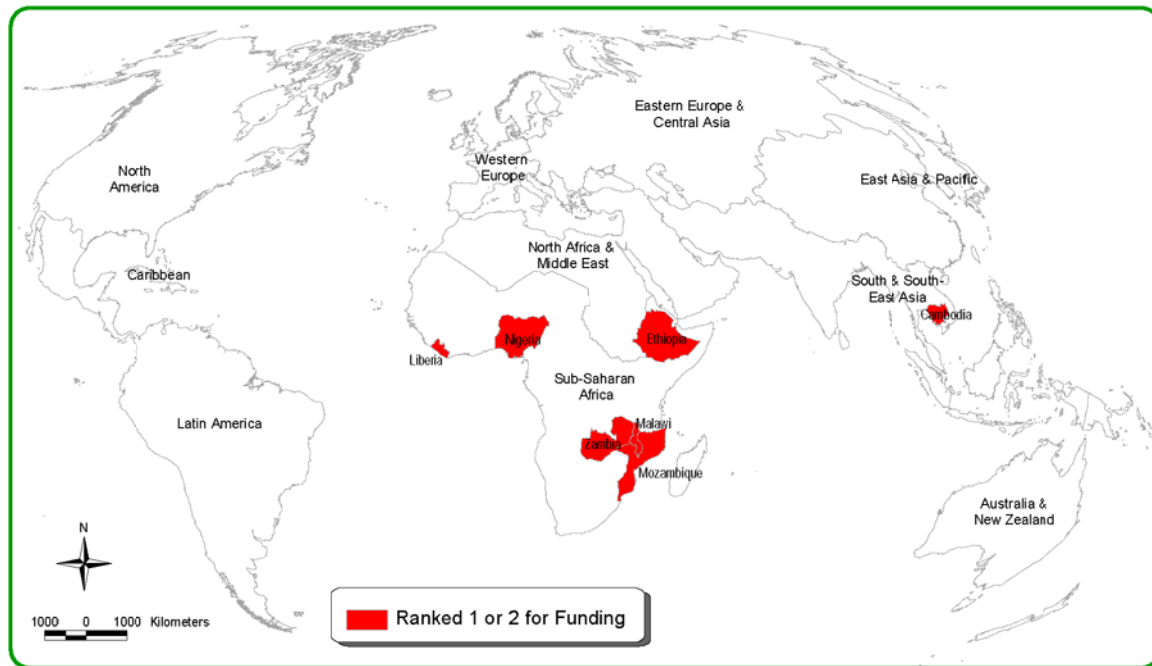 Eastern Europe &
Central Asia
Western
Europe
North
America
East Asia & Pacific
North Africa &
Middle East
Caribbean
South & South-
East Asia
Cambodia
Nigeria
Ethiopia
Liberia
Sub-Saharan
Africa
Latin America
Malawi
Zambia
Mozambique
Australia &
New Zealand
N
Ranked 1 or 2 for Funding
1000 0 1000 Kilometers